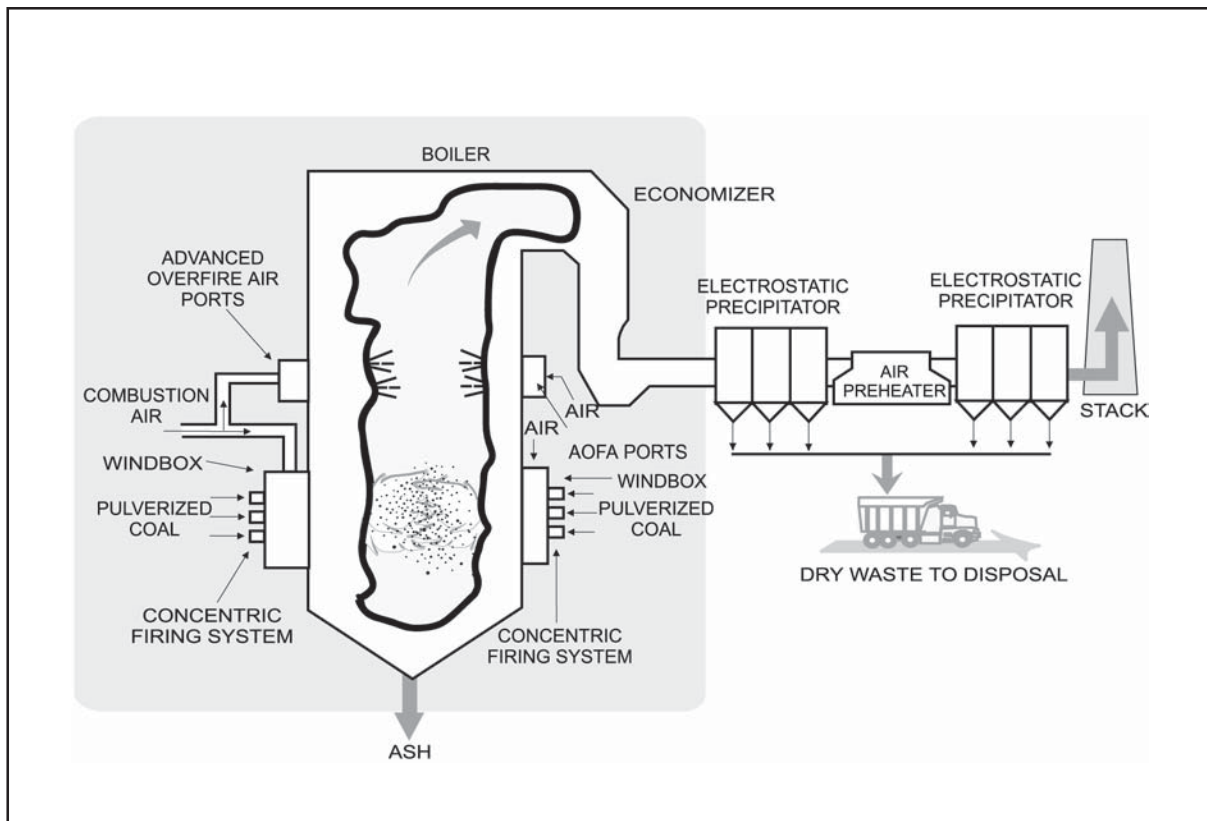 BOILER
ECONOMIZER
ADVANCED
OVERFIRE AIR
PORTS
ELECTROSTATIC
PRECIPITATOR
ELECTROSTATIC
PRECIPITATOR
AIR
PREHEATER
COMBUSTION
AIR
AIR
AIR
STACK
AOFA PORTS
WINDBOX
WINDBOX
PULVERIZED
COAL
PULVERIZED
COAL
DRY WASTE TO DISPOSAL
CONCENTRIC
FIRING SYSTEM
CONCENTRIC
FIRING SYSTEM
ASH